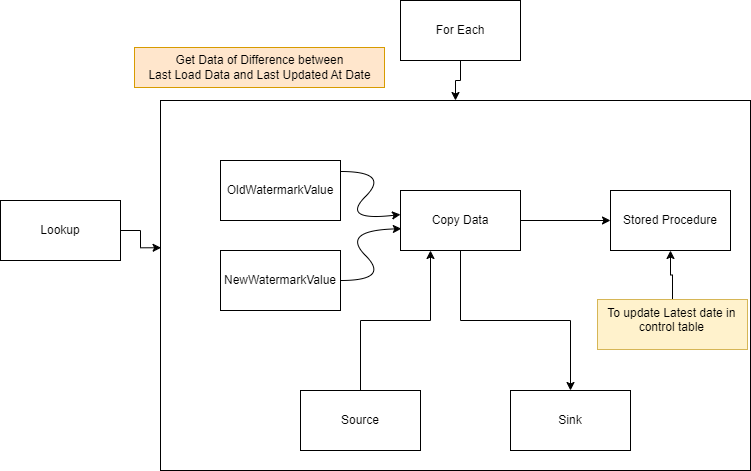 For Each
Get Data of Difference between
Last Load Data and Last Updated At Date
OldWatermarkValue
Lookup
Copy Data
Stored Procedure
NewWatermarkValue
To update Latest date in
control table
Source
Sink